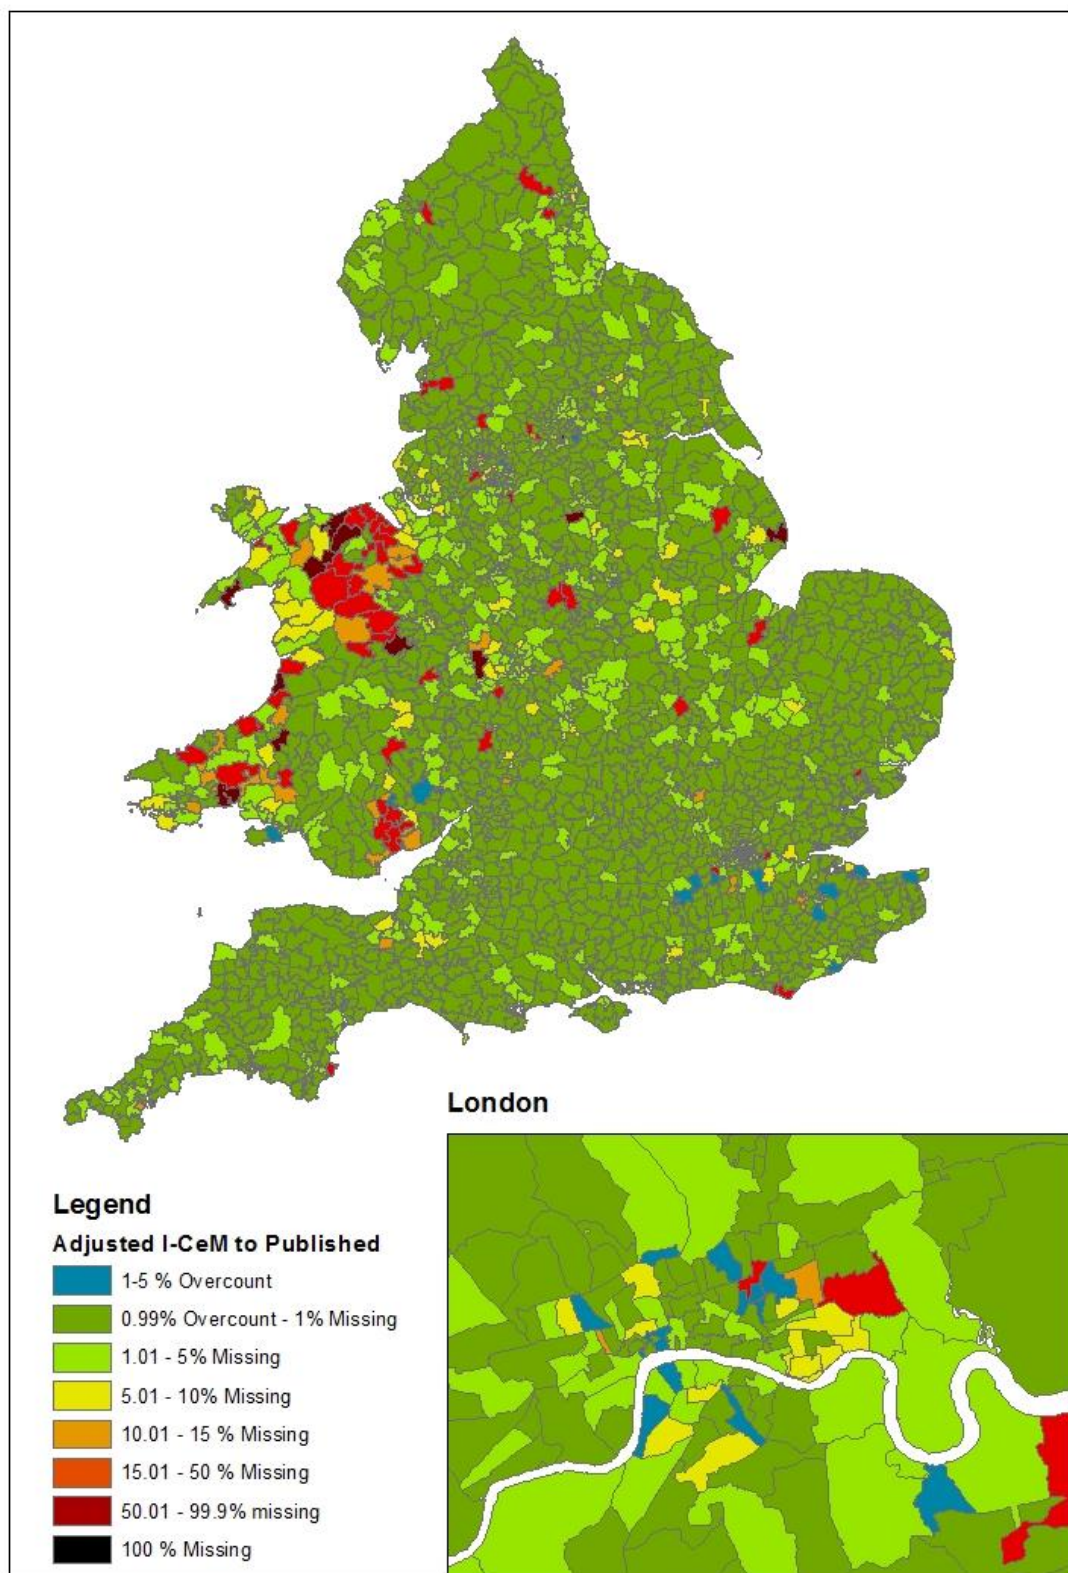 London
Legend
Adjusted I-CeM to Published
1-5 % Overcount
0.99% Overcount - 1% Missing
1.01 - 5% Missing
5.01 - 10% Missing
10.01 - 15 % Missing
15.01 - 50 % Missing
50.01 - 99.9% missing
100 % Missing